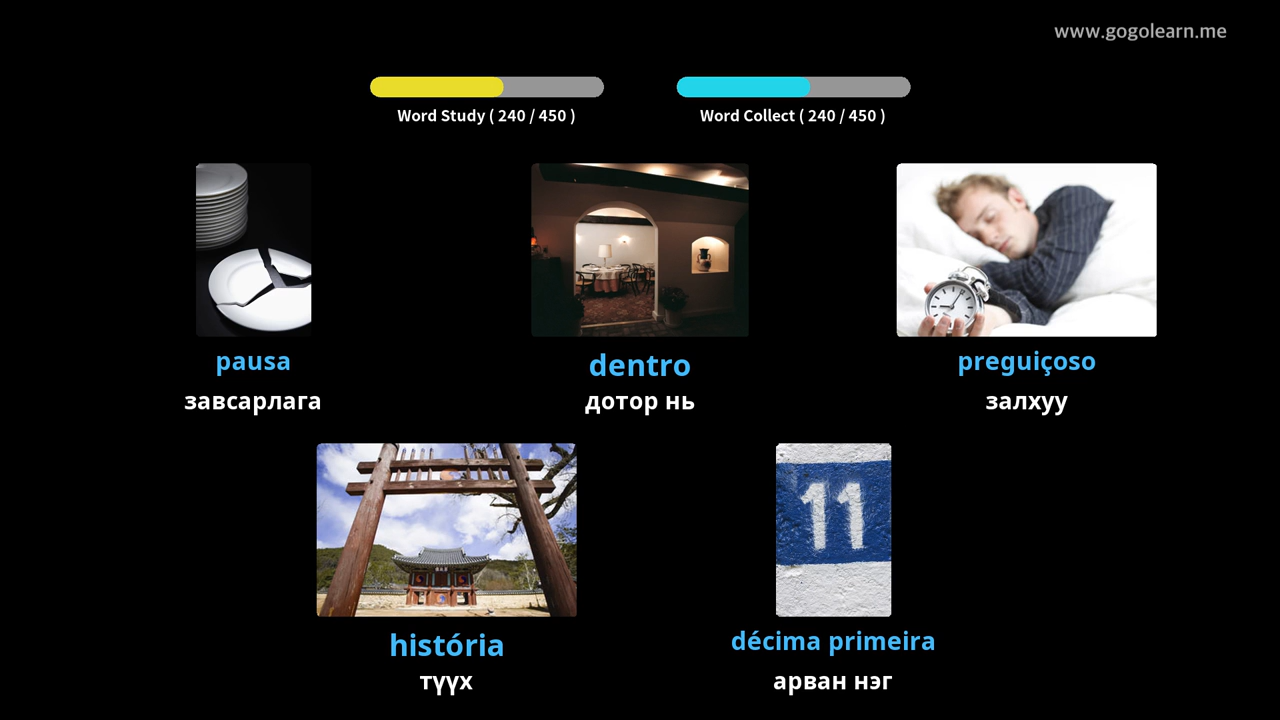 www.gogolearn.me
Word Study ( 240 / 450 )
Word Collect ( 240 / 450 )
pausa
завсарлага
dentro
дотор нь
preguiçoso
залхуу
história
түүх
11
décima primeira
арван нэг